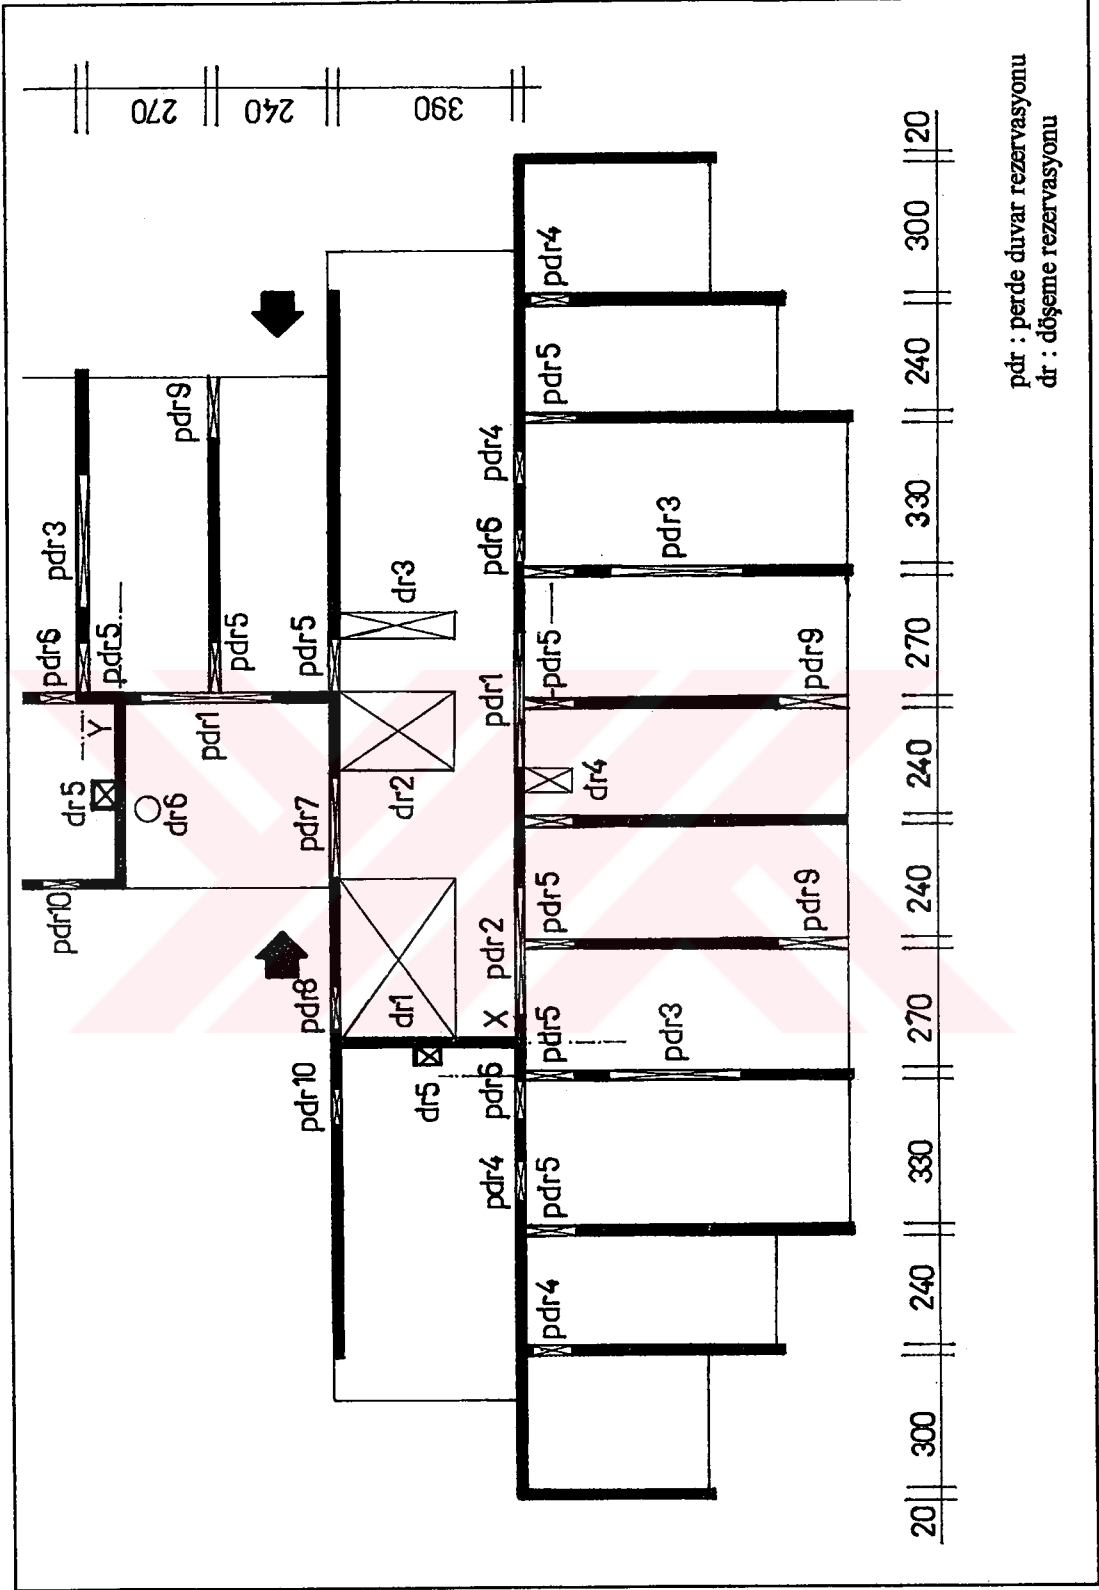 pdr10 dr5 pdr6 pdr3
Y pdr5
270
dr6 pdr9
pdr1
pdr5
240
pdr10 pdr8 pdr7 pdr5
dr1 dr2 dr3
dr5
390
pdr4 pdr6 X pdr2 pdr1 pdr6 pdr4
pdr4 pdr5 pdr5 pdr5 pdr5 pdr5 pdr4
dr4
pdr3 pdr3
pdr9 pdr9
20 300 240 330 270 240 240 270 330 240 300 20
pdr : perde duvar rezervasyonu
dr : döşeme rezervasyonu